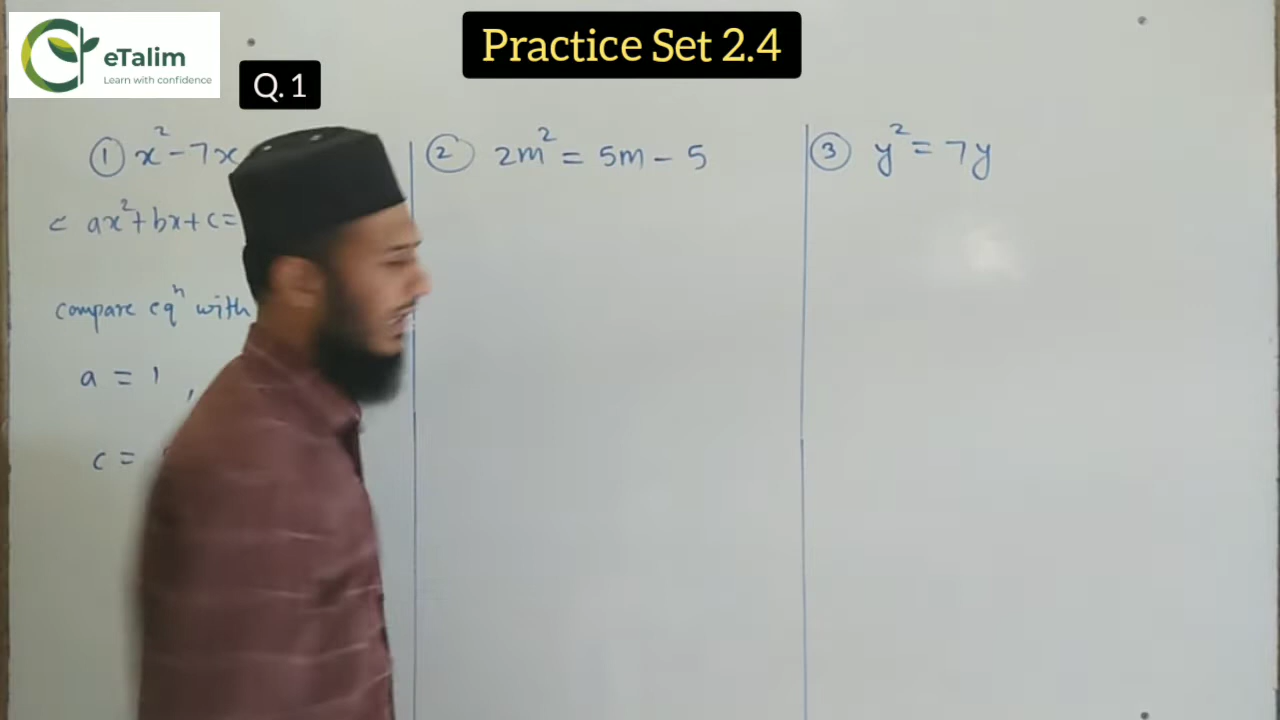 eTalim
Learn with confidence
Practice Set 2.4
Q. 1
① x² - 7x
< ax² + bx + c =
compare eqⁿ with
a = 1 ,
c =
② 2m² = 5m - 5
③ y² = 7y